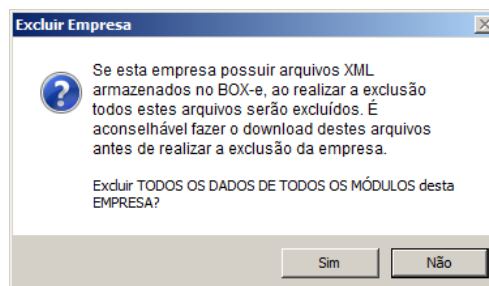 Excluir Empresa
Se esta empresa possuir arquivos XML
armazenados no BOX-e, ao realizar a exclusão
todos estes arquivos serão excluídos. É
aconselhável fazer o download destes arquivos
antes de realizar a exclusão da empresa.
Excluir TODOS OS DADOS DE TODOS OS MÓDULOS desta
EMPRESA?
Sim
Não